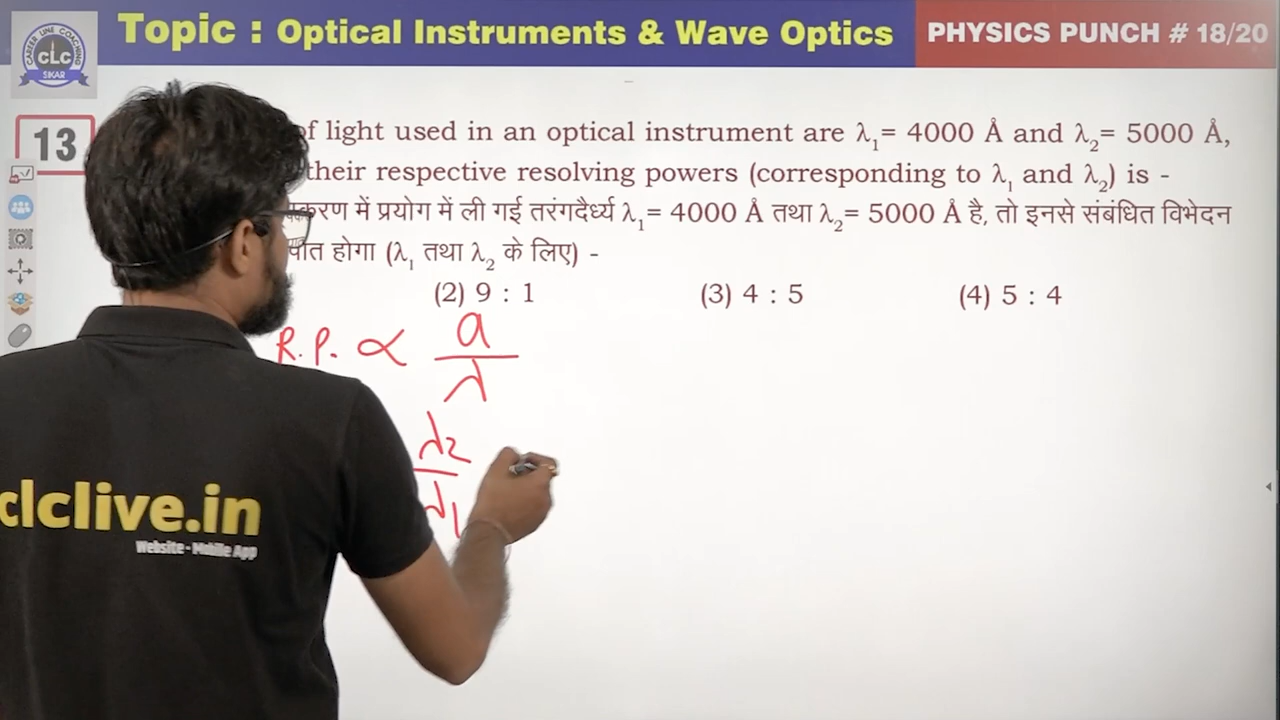 CAREER LINE COACHING
CLC
SIKAR
Topic : Optical Instruments & Wave Optics
PHYSICS PUNCH # 18/20
13
of light used in an optical instrument are λ₁= 4000 Å and λ₂= 5000 Å,
their respective resolving powers (corresponding to λ₁ and λ₂) is -
में प्रयोग में ली गई तरंगदैर्ध्य λ₁= 4000 Å तथा λ₂= 5000 Å है, तो इनसे संबंधित विभेदन
होगा (λ₁ तथा λ₂ के लिए) -
(2) 9 : 1 (3) 4 : 5 (4) 5 : 4
R.P. ∝ a
λ
λ₂
λ₁
clclive.in
Website - Mobile App